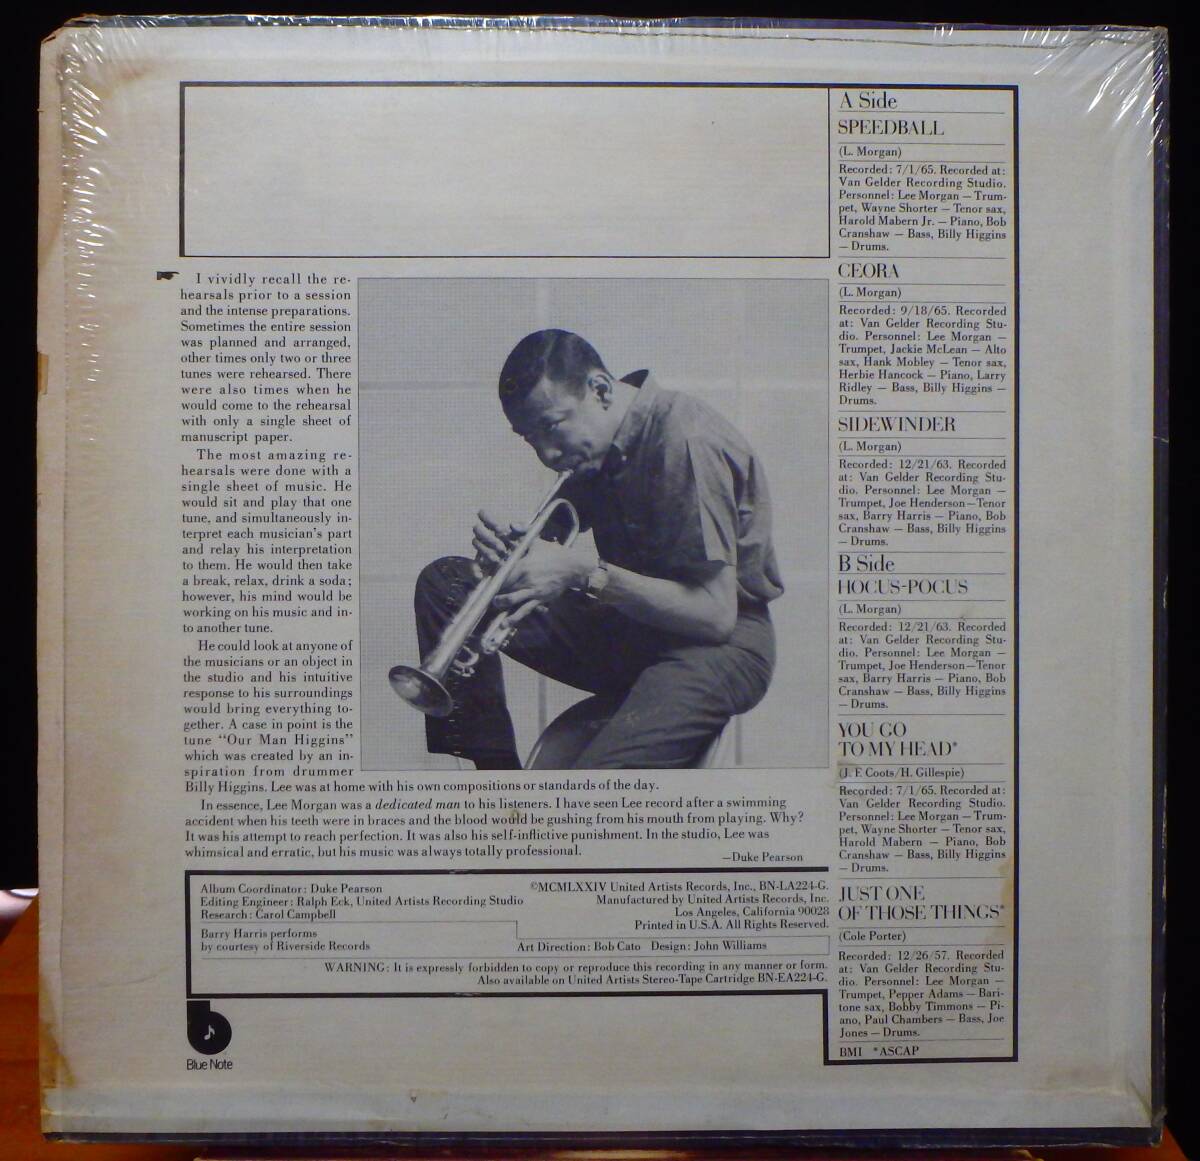 I vividly recall the re-
hearsals prior to a session
and the intense preparations.
Sometimes the entire session
was planned and arranged,
other times only two or three
tunes were rehearsed. There
were also times when he
would come to the rehearsal
with only a single sheet of
manuscript paper.
The most amazing re-
hearsals were done with a
single sheet of music. He
would sit and play that one
tune, and simultaneously in-
terpret each musician's part
and relay his interpretation
to them. He would then take
a break, relax, drink a soda;
however, his mind would be
working on his music and in-
to another tune.
He could look at anyone of
the musicians or an object in
the studio and his intuitive
response to his surroundings
would bring everything to-
gether. A case in point is the
tune “Our Man Higgins”
which was created by an in-
spiration from drummer
Billy Higgins. Lee was at home with his own compositions or standards of the day.
In essence, Lee Morgan was a dedicated man to his listeners. I have seen Lee record after a swimming
accident when his teeth were in braces and the blood would be gushing from his mouth from playing. Why?
It was his attempt to reach perfection. It was also his self-inflictive punishment. In the studio, Lee was
whimsical and erratic, but his music was always totally professional.
—Duke Pearson
Album Coordinator: Duke Pearson
Editing Engineer: Ralph Eck, United Artists Recording Studio
Research: Carol Campbell
Barry Harris performs
by courtesy of Riverside Records
©MCMLXXIV United Artists Records, Inc., BN-LA224-G.
Manufactured by United Artists Records, Inc.
Los Angeles, California 90028
Printed in U.S.A. All Rights Reserved.
Art Direction: Bob Cato Design: John Williams
WARNING: It is expressly forbidden to copy or reproduce this recording in any manner or form.
Also available on United Artists Stereo-Tape Cartridge BN-EA224-G.
Blue Note
A Side
SPEEDBALL
(L. Morgan)
Recorded: 7/1/65. Recorded at:
Van Gelder Recording Studio.
Personnel: Lee Morgan — Trum-
pet, Wayne Shorter — Tenor sax,
Harold Mabern Jr. — Piano, Bob
Cranshaw — Bass, Billy Higgins
— Drums.
CEORA
(L. Morgan)
Recorded: 9/18/65. Recorded
at: Van Gelder Recording Stu-
dio. Personnel: Lee Morgan —
Trumpet, Jackie McLean — Alto
sax, Hank Mobley — Tenor sax,
Herbie Hancock — Piano, Larry
Ridley — Bass, Billy Higgins —
Drums.
SIDEWINDER
(L. Morgan)
Recorded: 12/21/63. Recorded
at: Van Gelder Recording Stu-
dio. Personnel: Lee Morgan —
Trumpet, Joe Henderson—Tenor
sax, Barry Harris — Piano, Bob
Cranshaw — Bass, Billy Higgins
— Drums.
B Side
HOCUS-POCUS
(L. Morgan)
Recorded: 12/21/63. Recorded
at: Van Gelder Recording Stu-
dio. Personnel: Lee Morgan —
Trumpet, Joe Henderson—Tenor
sax, Barry Harris — Piano, Bob
Cranshaw — Bass, Billy Higgins
— Drums.
YOU GO
TO MY HEAD*
(J. F. Coots/H. Gillespie)
Recorded: 7/1/65. Recorded at:
Van Gelder Recording Studio.
Personnel: Lee Morgan — Trum-
pet, Wayne Shorter — Tenor sax,
Harold Mabern — Piano, Bob
Cranshaw — Bass, Billy Higgins
— Drums.
JUST ONE
OF THOSE THINGS*
(Cole Porter)
Recorded: 12/26/57. Recorded
at: Van Gelder Recording Stu-
dio. Personnel: Lee Morgan —
Trumpet, Pepper Adams — Bari-
tone sax, Bobby Timmons — Pi-
ano, Paul Chambers — Bass, Joe
Jones — Drums.
BMI *ASCAP